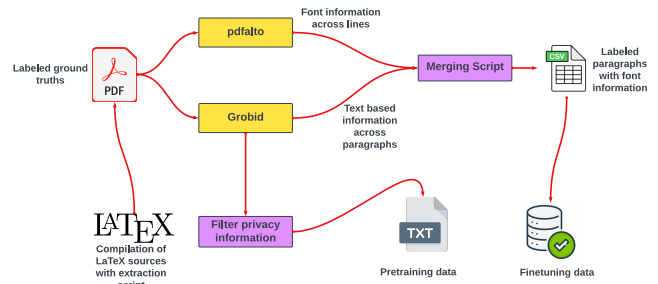 pdfalto
Font information
across lines
Labeled ground
truths
PDF
Merging Script
CSV
Labeled
paragraphs
with font
information
Grobid
Text based
information
across
paragraphs
LATEX
Compilation of
LaTeX sources
with extraction
script
Filter privacy
information
TXT
Pretraining data
Finetuning data